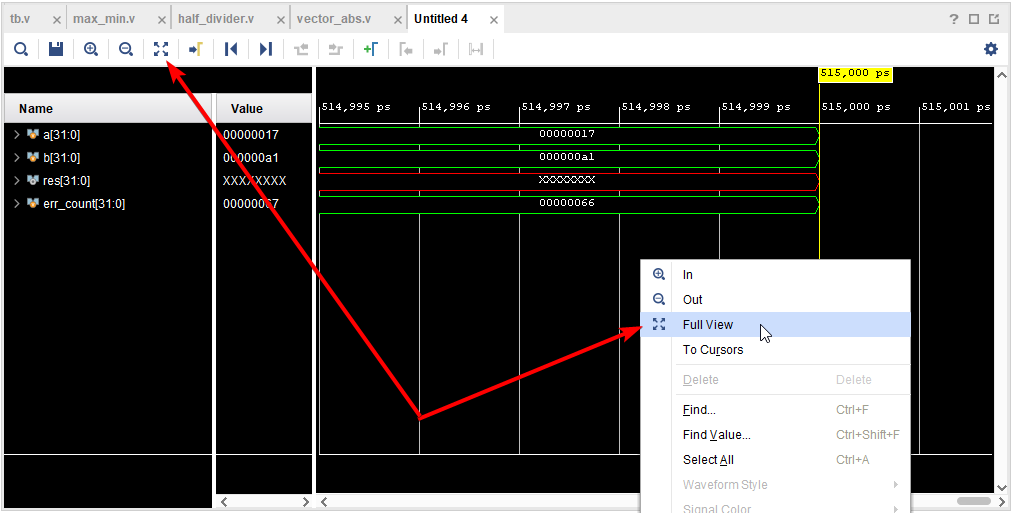 tb.v max_min.v half_divider.v vector_abs.v Untitled 4
?
515,000 ps
Name Value
514,995 ps 514,996 ps 514,997 ps 514,998 ps 514,999 ps 515,000 ps 515,001 ps
a[31:0] 00000017 00000017
b[31:0] 000000a1 000000a1
res[31:0] XXXXXXXX XXXXXXXX
err_count[31:0] 00000067 00000066
In
Out
Full View
To Cursors
Delete Delete
Find... Ctrl+F
Find Value... Ctrl+Shift+F
Select All Ctrl+A
Waveform Style
Signal Color